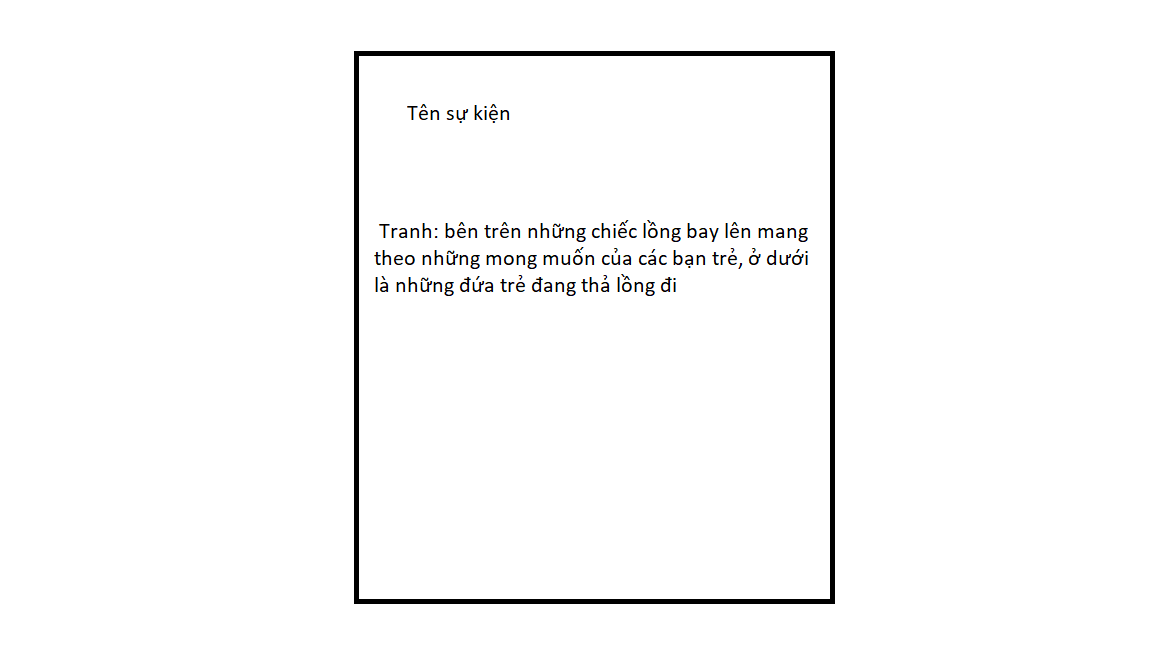 Tên sự kiện
Tranh: bên trên những chiếc lồng bay lên mang
theo những mong muốn của các bạn trẻ, ở dưới
là những đứa trẻ đang thả lồng đi